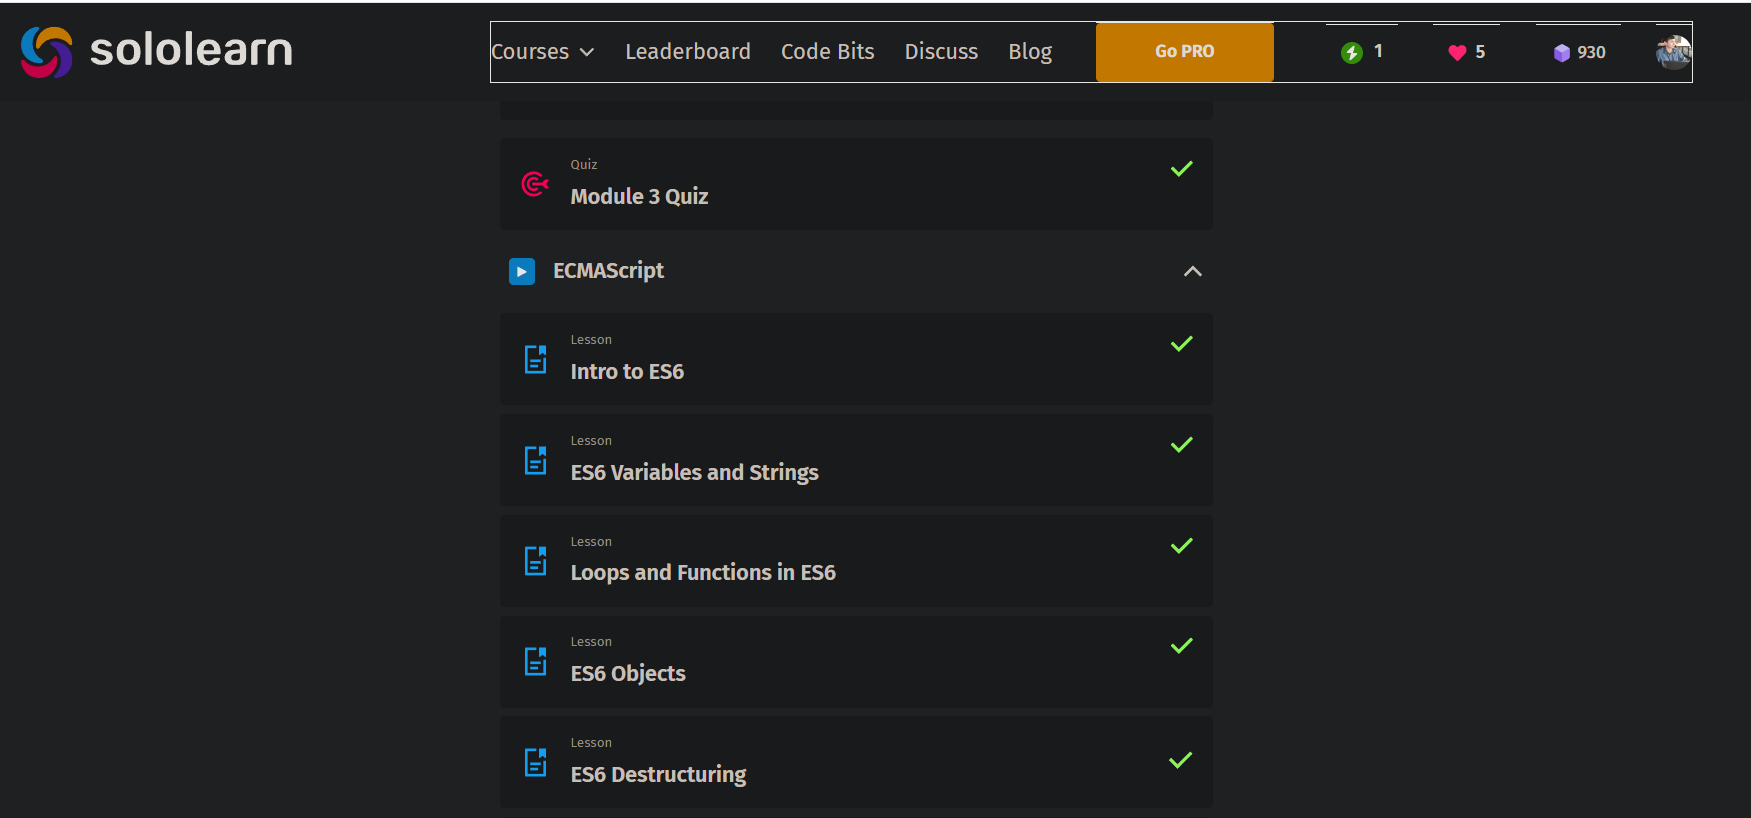 sololearn
Courses Leaderboard Code Bits Discuss Blog Go PRO 1 5 930
Quiz
Module 3 Quiz
ECMAScript
Lesson
Intro to ES6
Lesson
ES6 Variables and Strings
Lesson
Loops and Functions in ES6
Lesson
ES6 Objects
Lesson
ES6 Destructuring